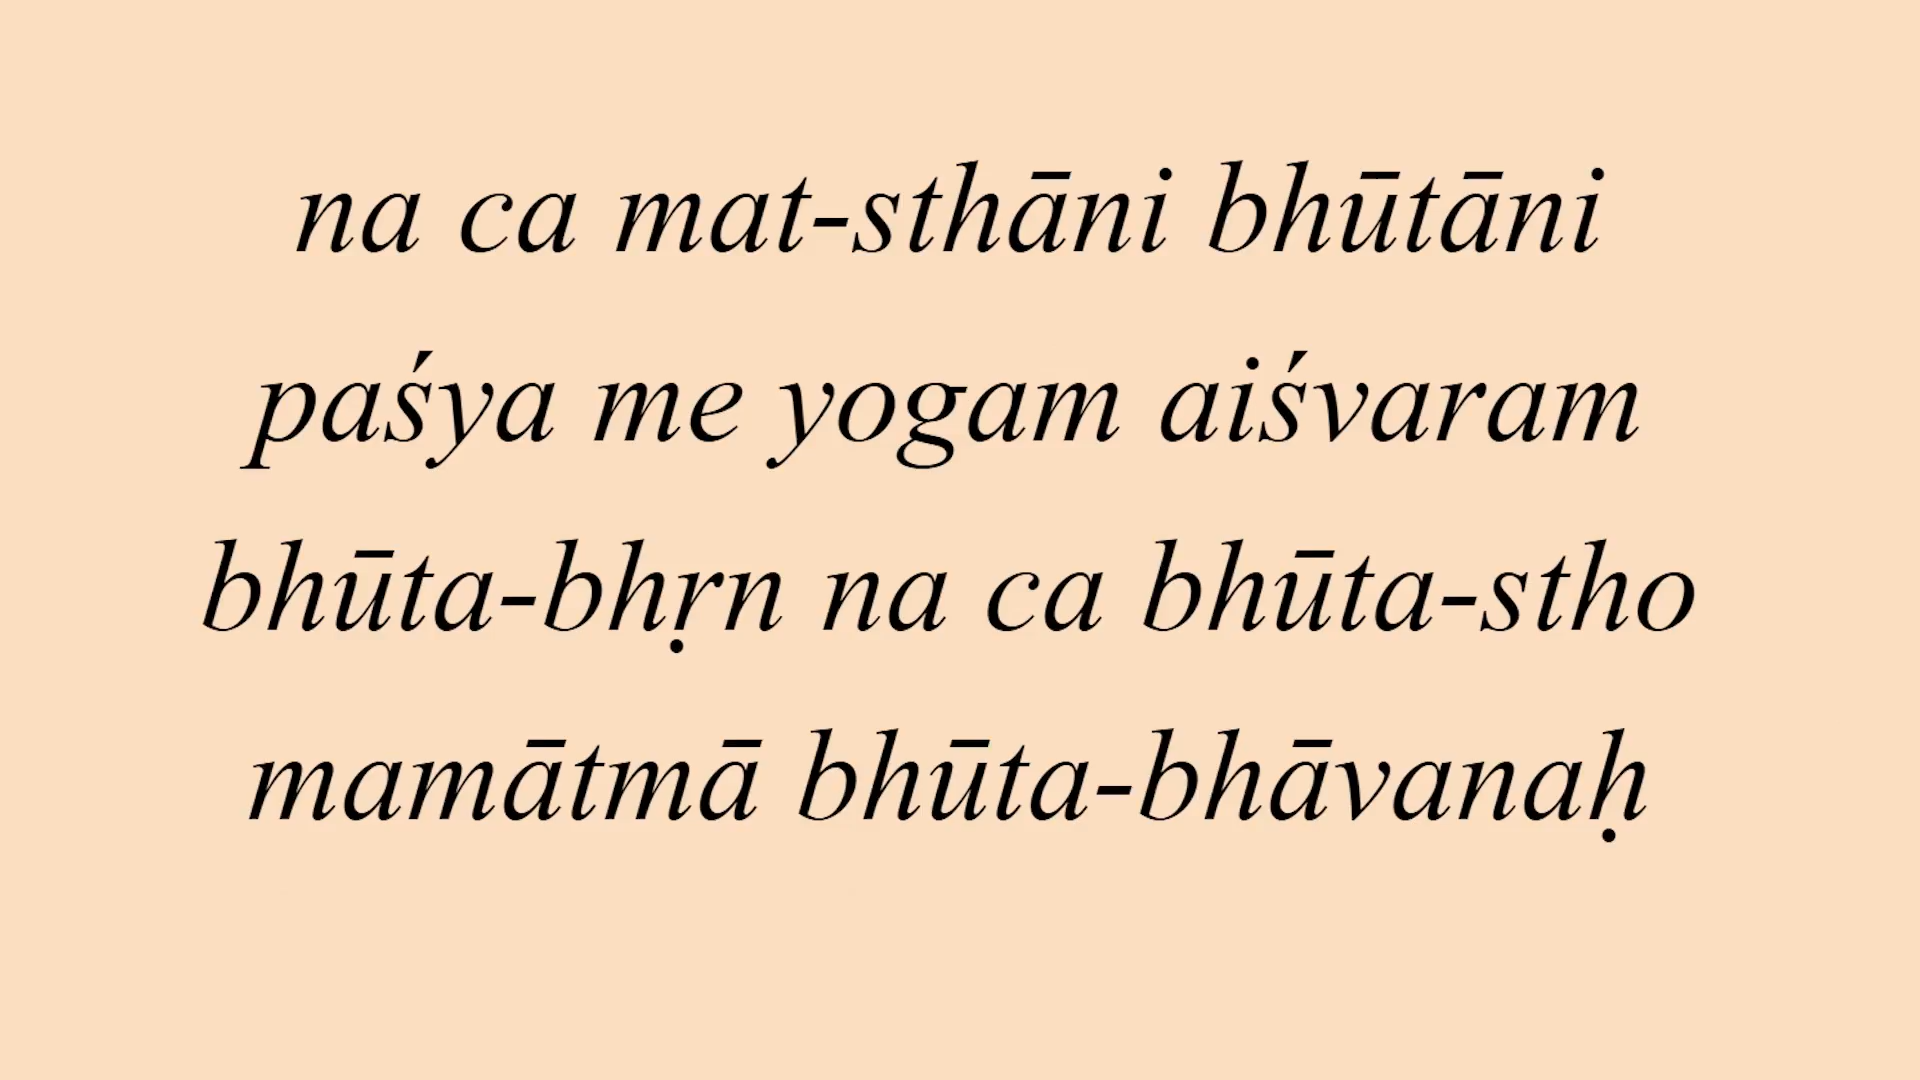 na ca mat-sthāni bhūtāni
paśya me yogam aiśvaram
bhūta-bhṛn na ca bhūta-stho
mamātmā bhūta-bhāvanaḥ